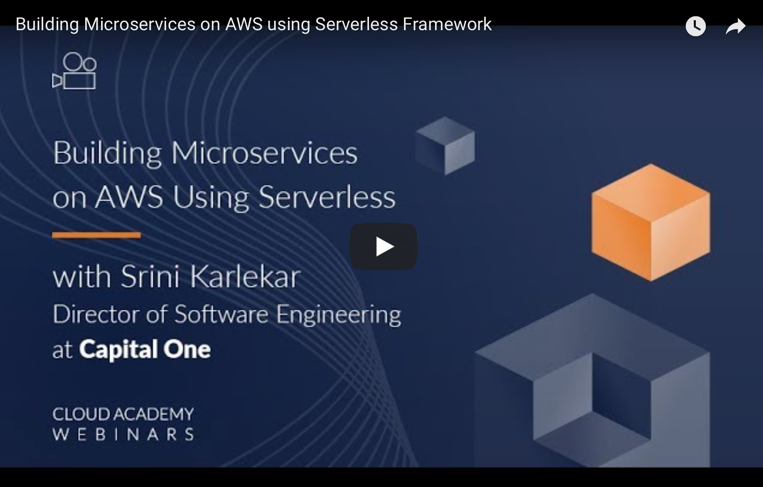 Building Microservices on AWS using Serverless Framework
Building Microservices
on AWS Using Serverless
with Srini Karlekar
Director of Software Engineering
at Capital One
CLOUD ACADEMY
WEBINARS